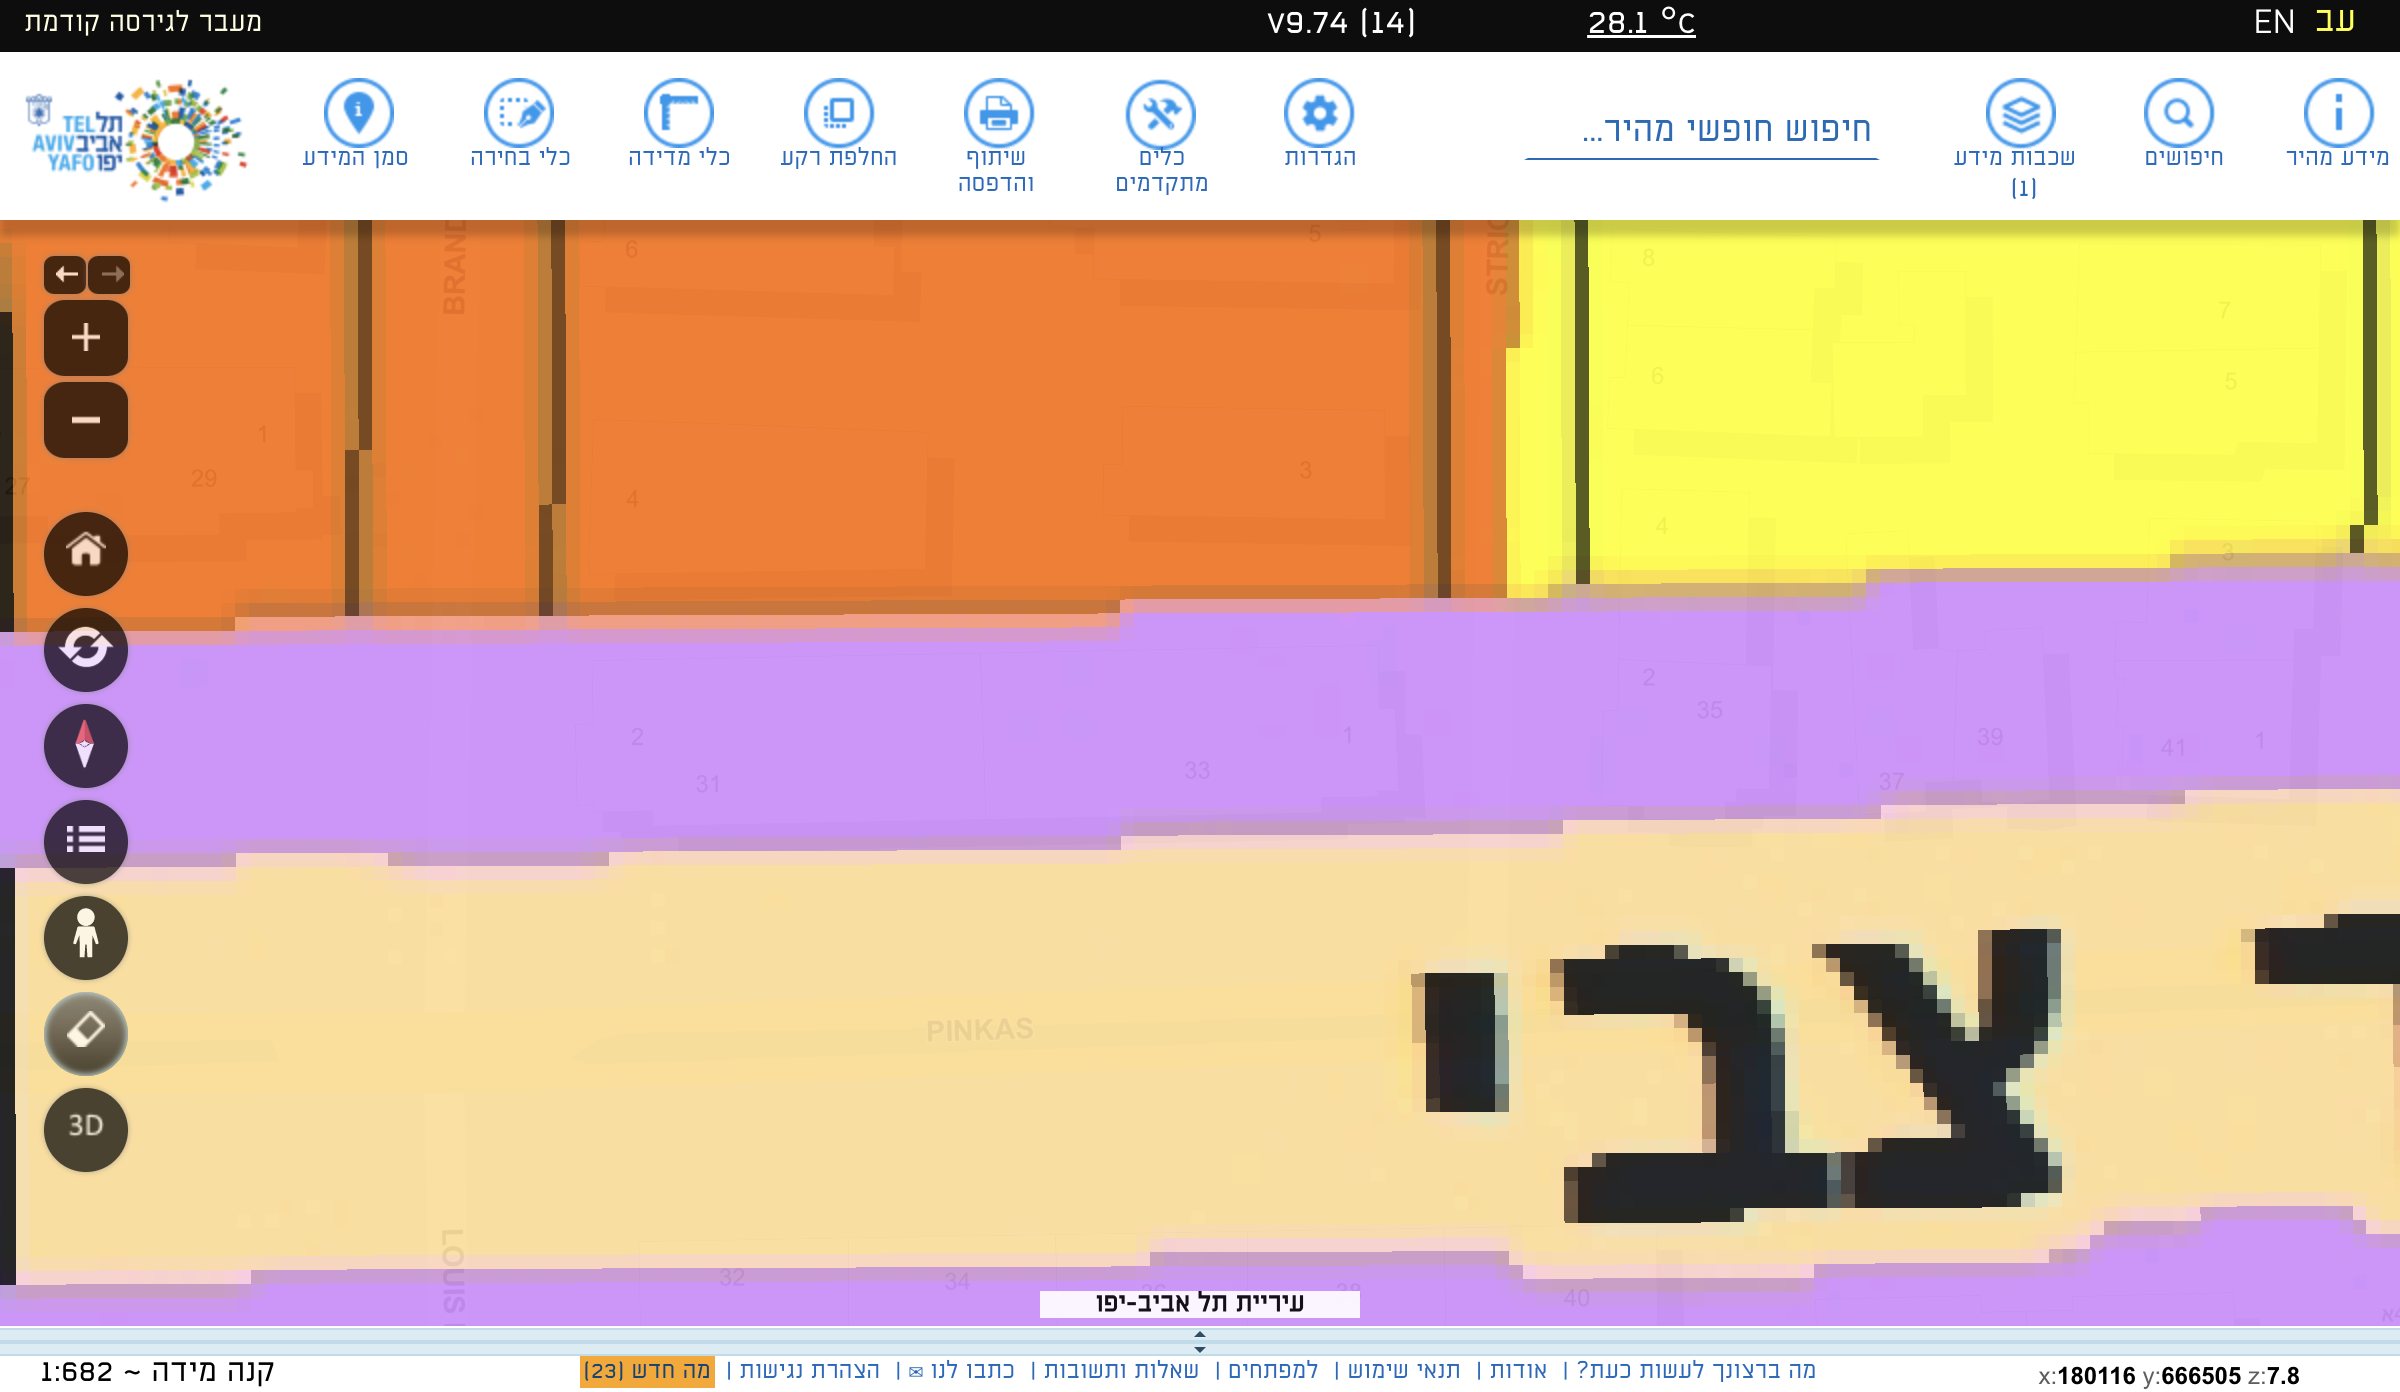 עב EN
28.1 °C
V9.74 (14)
מעבר לגירסה קודמת
מידע מהיר
חיפושים
שכבות מידע
(1)
חיפוש חופשי מהיר...
הגדרות
כלים
מתקדמים
שיתוף
והדפסה
החלפת רקע
כלי מדידה
כלי בחירה
סמן המידע
תל אביב יפו
TEL AVIV YAFO
BRAND
6
5
STRIC
8
7
6
5
1
29
27
4
3
4
3
2
31
33
1
2
35
37
39
41
1
צבי
PINKAS
3D
LOUIS
32
34
36
38
40
עיריית תל אביב-יפו
מה ברצונך לעשות כעת? | אודות | תנאי שימוש | למפתחים | שאלות ותשובות | כתבו לנו ✉ | הצהרת נגישות | מה חדש (23)
קנה מידה ~ 1:682
x:180116 y:666505 z:7.8